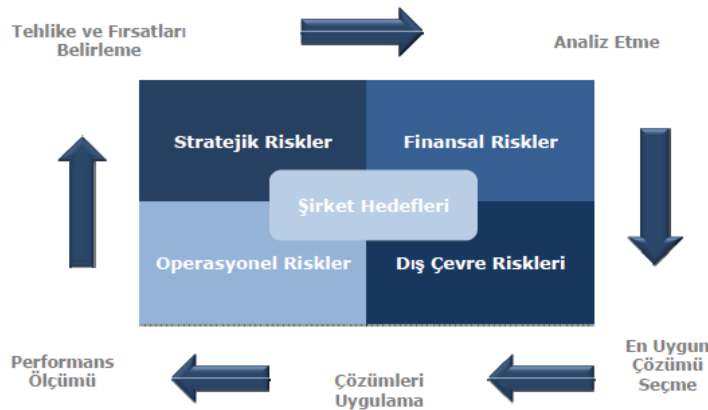 Tehlike ve Fırsatları
Belirleme
Analiz Etme
Stratejik Riskler
Finansal Riskler
Şirket Hedefleri
Operasyonel Riskler
Dış Çevre Riskleri
En Uygun
Çözümü
Seçme
Çözümleri
Uygulama
Performans
Ölçümü